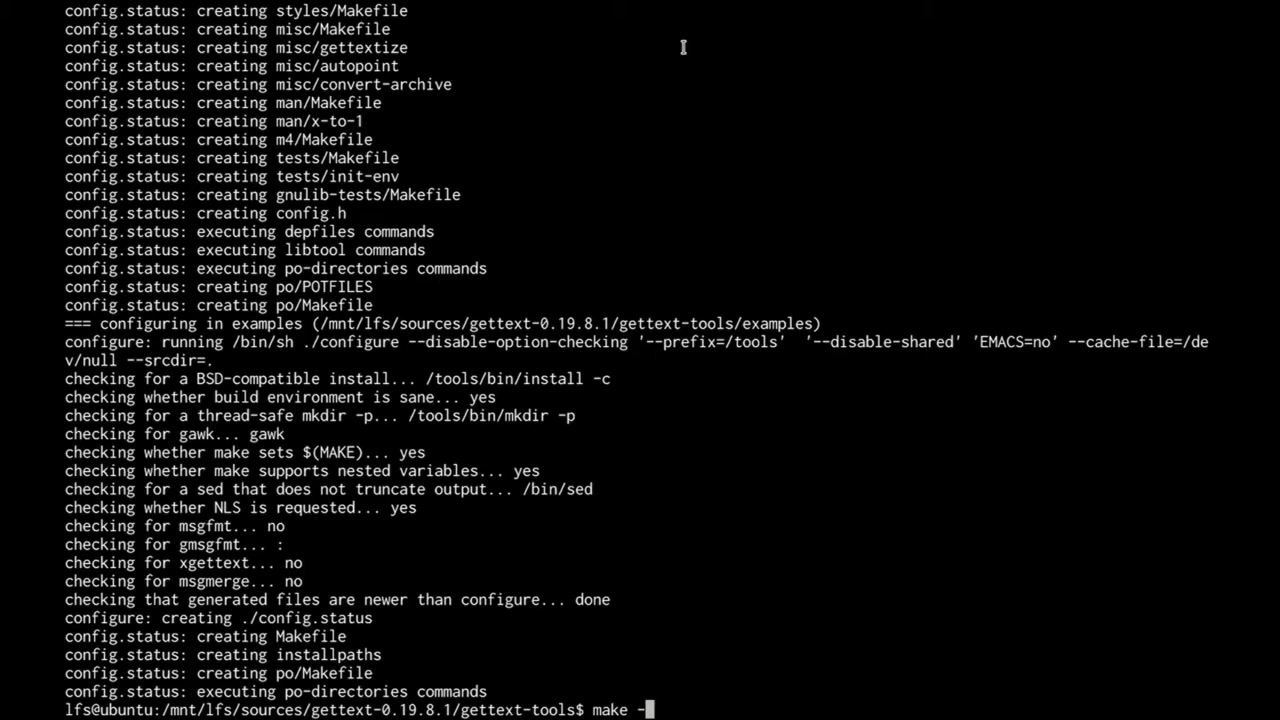 config.status: creating styles/Makefile
config.status: creating misc/Makefile
config.status: creating misc/gettextize
config.status: creating misc/autopoint
config.status: creating misc/convert-archive
config.status: creating man/Makefile
config.status: creating man/x-to-1
config.status: creating m4/Makefile
config.status: creating tests/Makefile
config.status: creating tests/init-env
config.status: creating gnulib-tests/Makefile
config.status: creating config.h
config.status: executing depfiles commands
config.status: executing libtool commands
config.status: executing po-directories commands
config.status: creating po/POTFILES
config.status: creating po/Makefile
=== configuring in examples (/mnt/lfs/sources/gettext-0.19.8.1/gettext-tools/examples)
configure: running /bin/sh ./configure --disable-option-checking '--prefix=/tools'  '--disable-shared' 'EMACS=no' --cache-file=/de
v/null --srcdir=.
checking for a BSD-compatible install... /tools/bin/install -c
checking whether build environment is sane... yes
checking for a thread-safe mkdir -p... /tools/bin/mkdir -p
checking for gawk... gawk
checking whether make sets $(MAKE)... yes
checking whether make supports nested variables... yes
checking for a sed that does not truncate output... /bin/sed
checking whether NLS is requested... yes
checking for msgfmt... no
checking for gmsgfmt... :
checking for xgettext... no
checking for msgmerge... no
checking that generated files are newer than configure... done
configure: creating ./config.status
config.status: creating Makefile
config.status: creating installpaths
config.status: creating po/Makefile
config.status: executing po-directories commands
lfs@ubuntu:/mnt/lfs/sources/gettext-0.19.8.1/gettext-tools$ make -